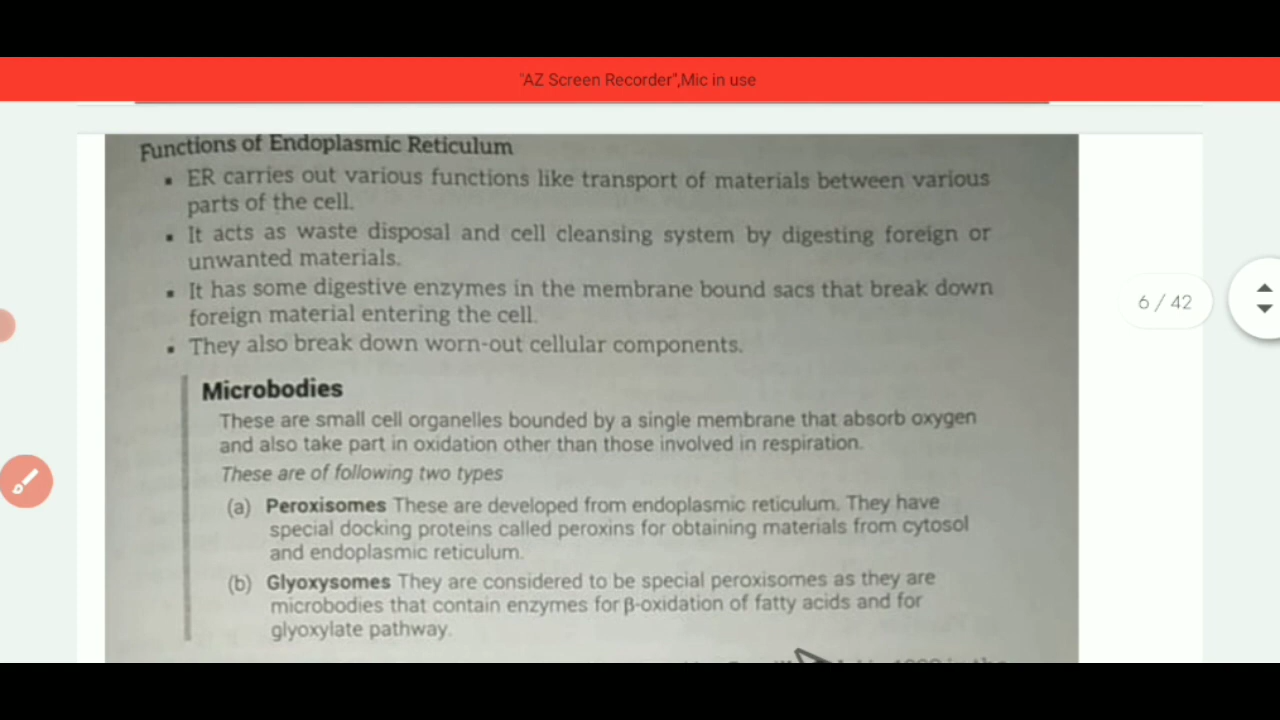 "AZ Screen Recorder",Mic in use
Functions of Endoplasmic Reticulum
▪ ER carries out various functions like transport of materials between various
parts of the cell.
▪ It acts as waste disposal and cell cleansing system by digesting foreign or
unwanted materials.
▪ It has some digestive enzymes in the membrane bound sacs that break down
foreign material entering the cell.
▪ They also break down worn-out cellular components.
6 / 42
Microbodies
These are small cell organelles bounded by a single membrane that absorb oxygen
and also take part in oxidation other than those involved in respiration.
These are of following two types
(a) Peroxisomes These are developed from endoplasmic reticulum. They have
special docking proteins called peroxins for obtaining materials from cytosol
and endoplasmic reticulum.
(b) Glyoxysomes They are considered to be special peroxisomes as they are
microbodies that contain enzymes for β-oxidation of fatty acids and for
glyoxylate pathway.